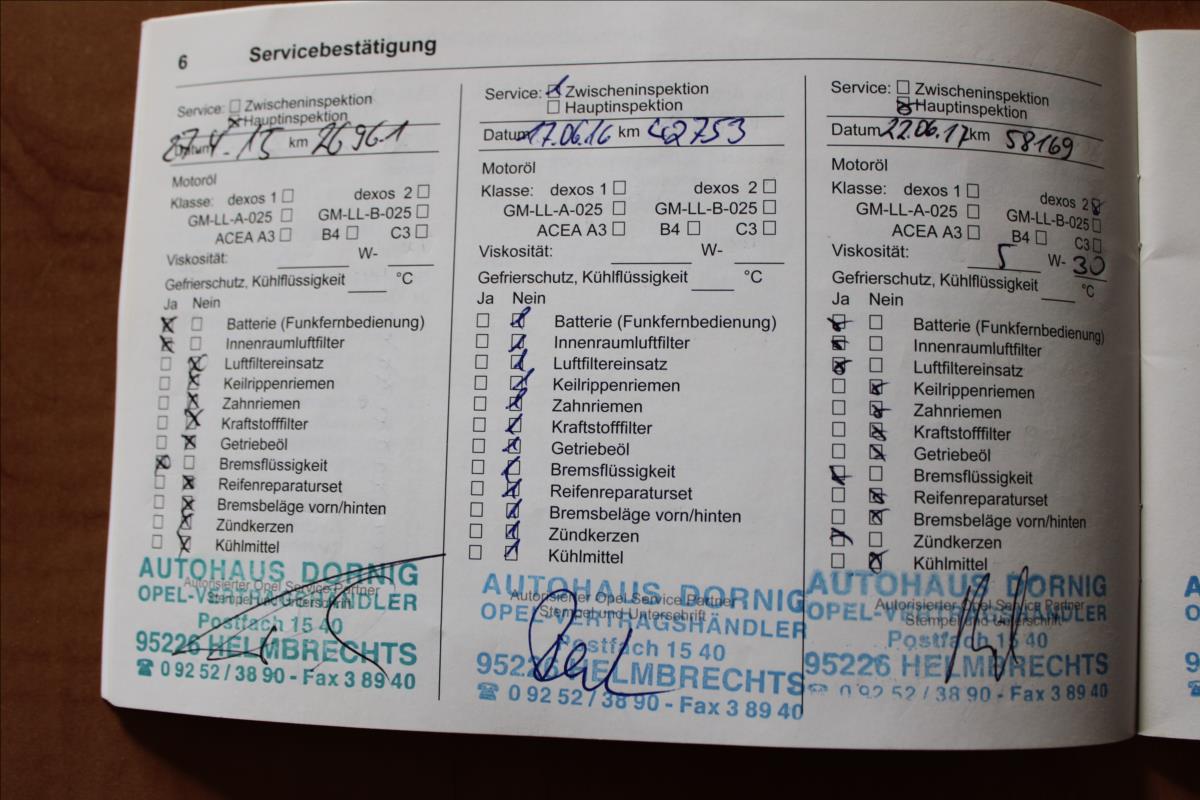 6 Servicebestätigung
Service: Zwischeninspektion
Hauptinspektion
Datum 27.4.15 km 26961
Motoröl
Klasse: dexos 1 dexos 2
GM-LL-A-025 GM-LL-B-025
ACEA A3 B4 C3
Viskosität: W-
Gefrierschutz, Kühlflüssigkeit °C
Ja Nein
Batterie (Funkfernbedienung)
Innenraumluftfilter
Luftfiltereinsatz
Keilrippenriemen
Zahnriemen
Kraftstofffilter
Getriebeöl
Bremsflüssigkeit
Reifenreparaturset
Bremsbeläge vorn/hinten
Zündkerzen
Kühlmittel
AUTOHAUS DORNIG
Autorisierter Opel Service Partner
OPEL-VERTRAGSHÄNDLER
Stempel und Unterschrift
Postfach 15 40
95226 HELMBRECHTS
☎ 0 92 52 / 38 90 - Fax 3 89 40
Service: Zwischeninspektion
Hauptinspektion
Datum 17.06.16 km 42753
Motoröl
Klasse: dexos 1 dexos 2
GM-LL-A-025 GM-LL-B-025
ACEA A3 B4 C3
Viskosität: W-
Gefrierschutz, Kühlflüssigkeit °C
Ja Nein
Batterie (Funkfernbedienung)
Innenraumluftfilter
Luftfiltereinsatz
Keilrippenriemen
Zahnriemen
Kraftstofffilter
Getriebeöl
Bremsflüssigkeit
Reifenreparaturset
Bremsbeläge vorn/hinten
Zündkerzen
Kühlmittel
AUTOHAUS DORNIG
Autorisierter Opel Service Partner
OPEL-VERTRAGSHÄNDLER
Stempel und Unterschrift
Postfach 15 40
95226 HELMBRECHTS
☎ 0 92 52 / 38 90 - Fax 3 89 40
Service: Zwischeninspektion
Hauptinspektion
Datum 22.06.17 km 58169
Motoröl
Klasse: dexos 1 dexos 2
GM-LL-A-025 GM-LL-B-025
ACEA A3 B4 C3
Viskosität: 5 W- 30
Gefrierschutz, Kühlflüssigkeit °C
Ja Nein
Batterie (Funkfernbedienung)
Innenraumluftfilter
Luftfiltereinsatz
Keilrippenriemen
Zahnriemen
Kraftstofffilter
Getriebeöl
Bremsflüssigkeit
Reifenreparaturset
Bremsbeläge vorn/hinten
Zündkerzen
Kühlmittel
AUTOHAUS DORNIG
Autorisierter Opel Service Partner
OPEL-VERTRAGSHÄNDLER
Stempel und Unterschrift
Postfach 15 40
95226 HELMBRECHTS
☎ 0 92 52 / 38 90 - Fax 3 89 40